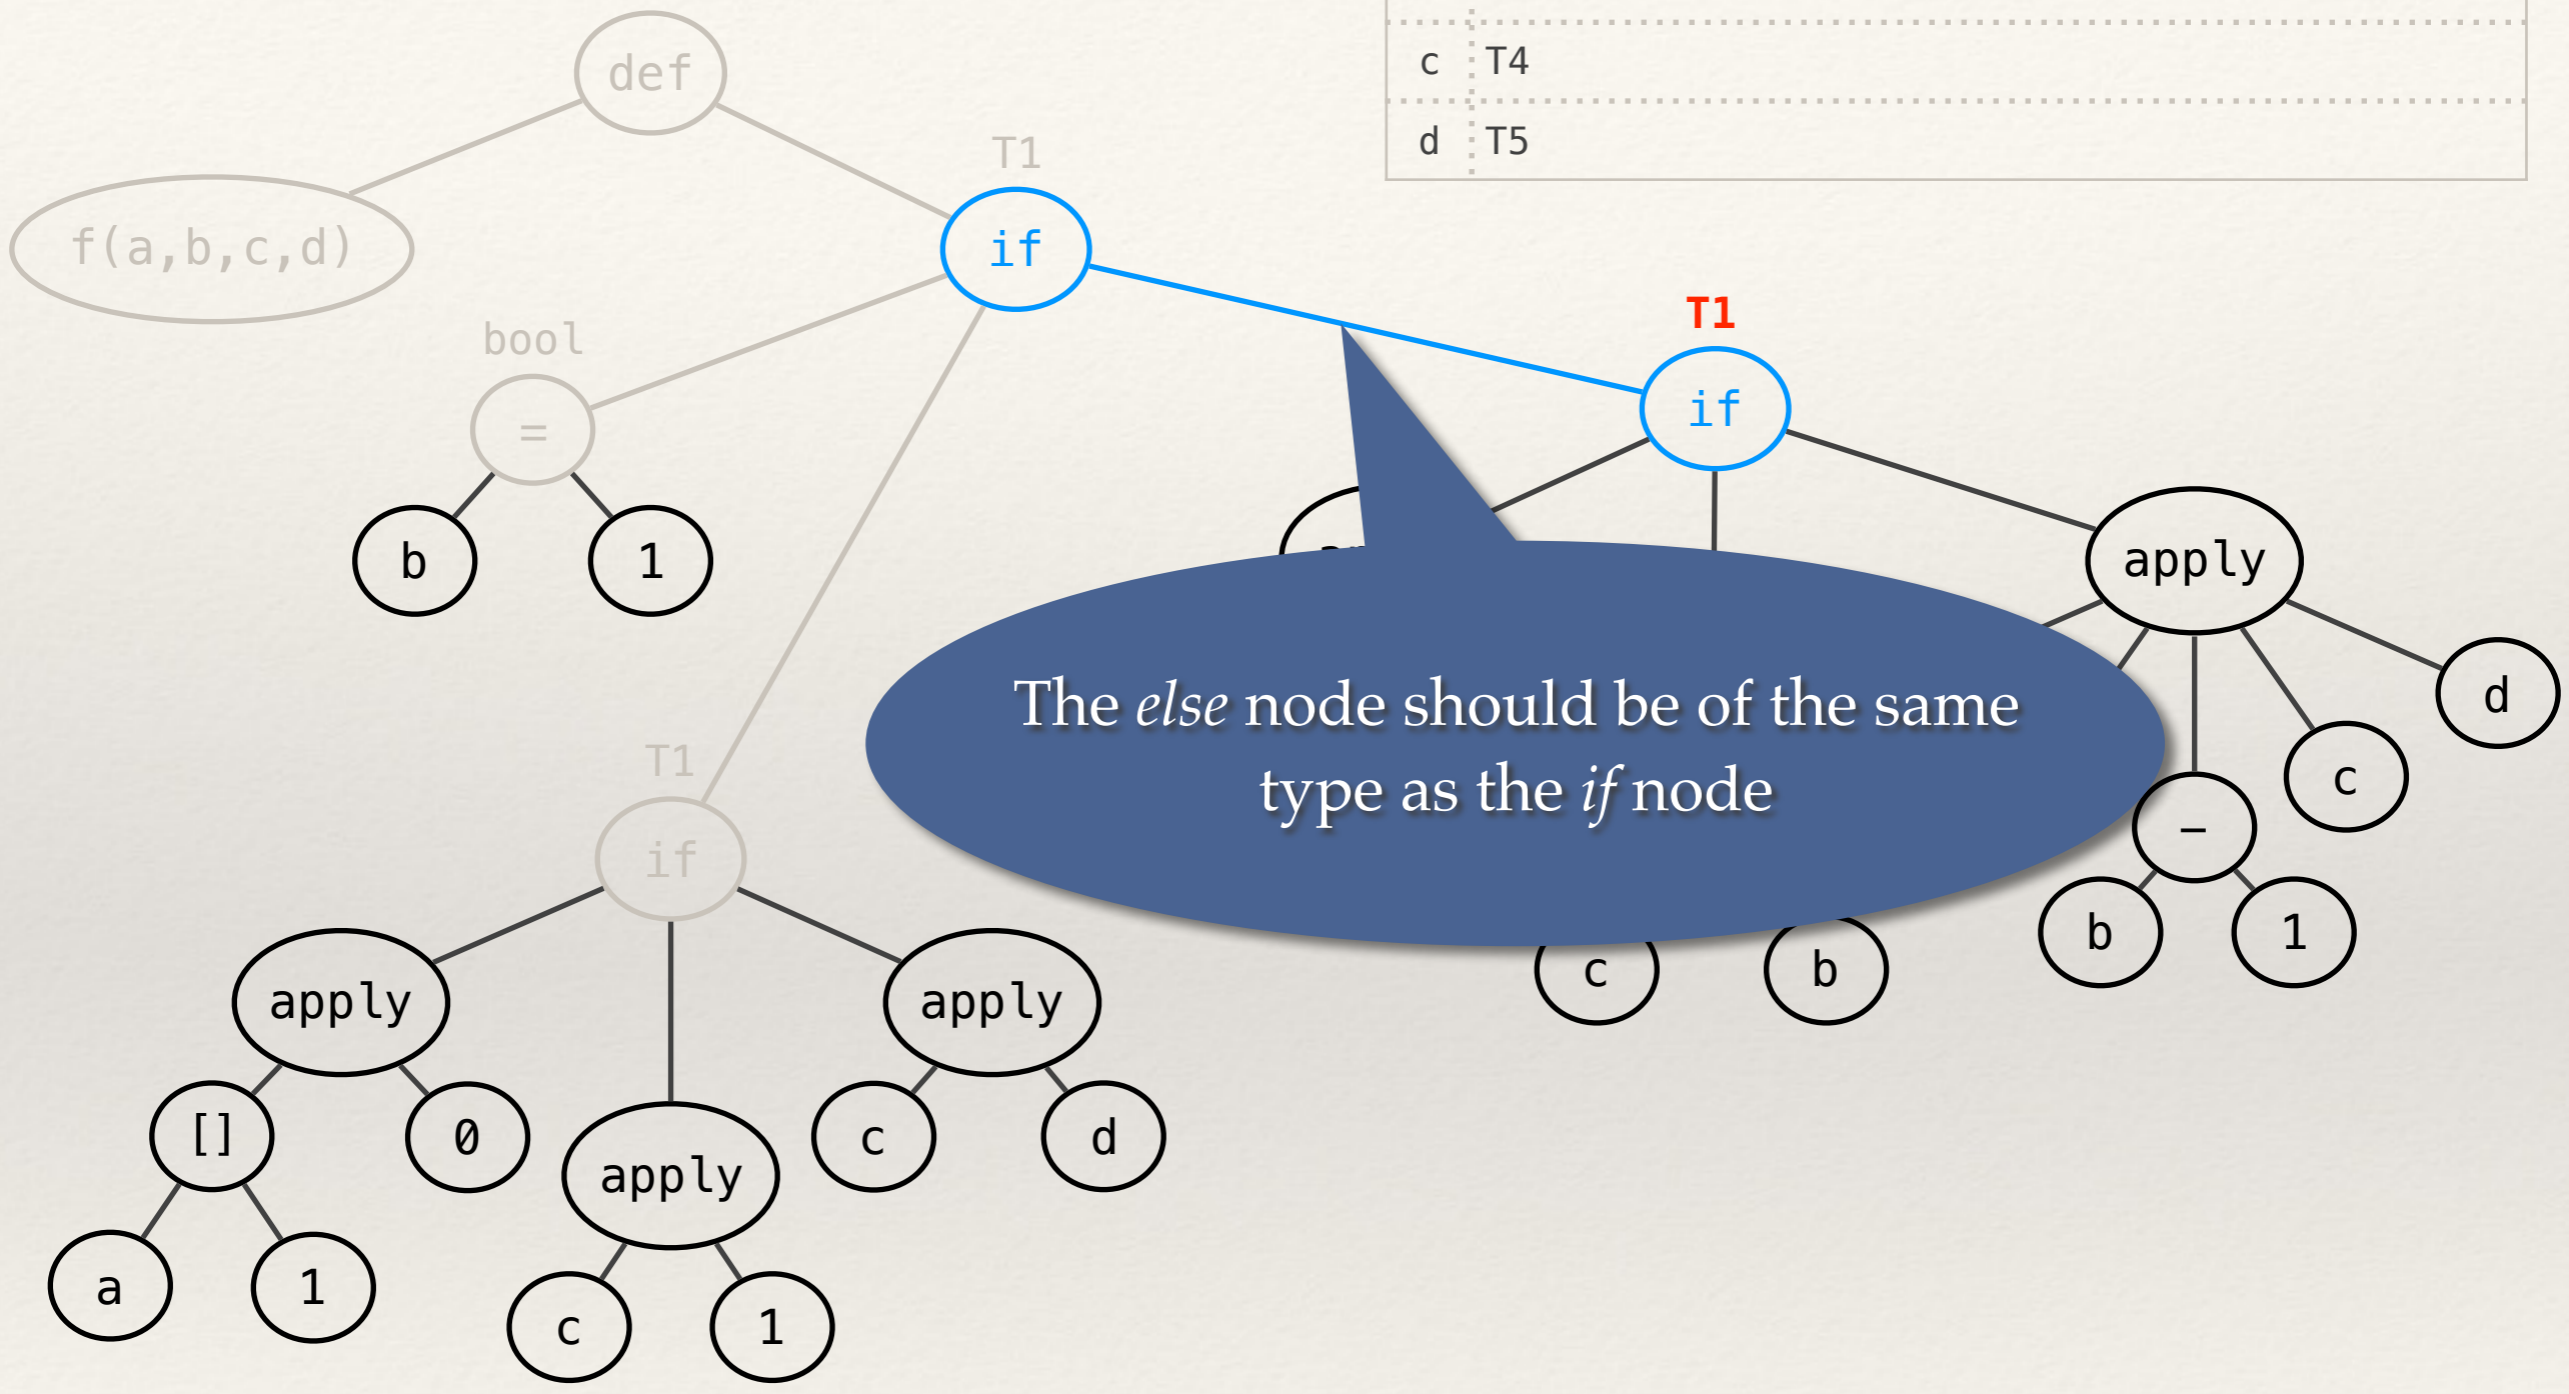 def
c T4
d T5
T1
f(a,b,c,d)
if
T1
bool
if
=
b
1
apply
The else node should be of the same
type as the if node
d
c
T1
−
if
b
1
c
b
apply
apply
[]
0
c
d
apply
a
1
c
1